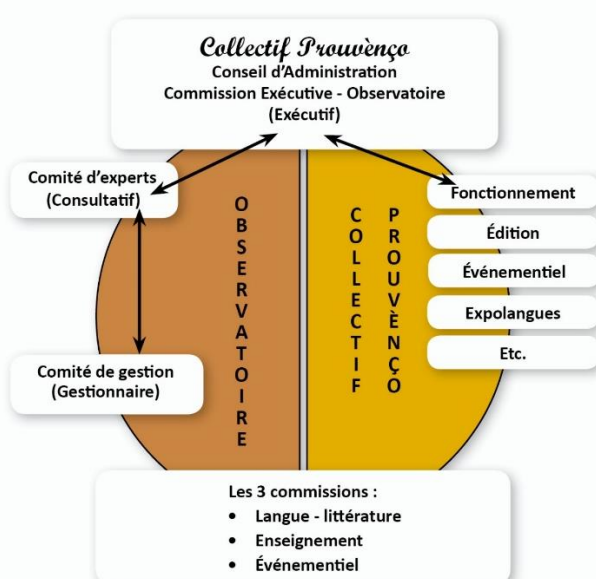 Collectif Prouvènço
Conseil d'Administration
Commission Exécutive - Observatoire
(Exécutif)
Comité d'experts
(Consultatif)
Comité de gestion
(Gestionnaire)
OBSERVATOIRE
COLLECTIF
PROUVÈNÇO
Fonctionnement
Édition
Événementiel
Expolangues
Etc.
Les 3 commissions :
• Langue - littérature
• Enseignement
• Événementiel